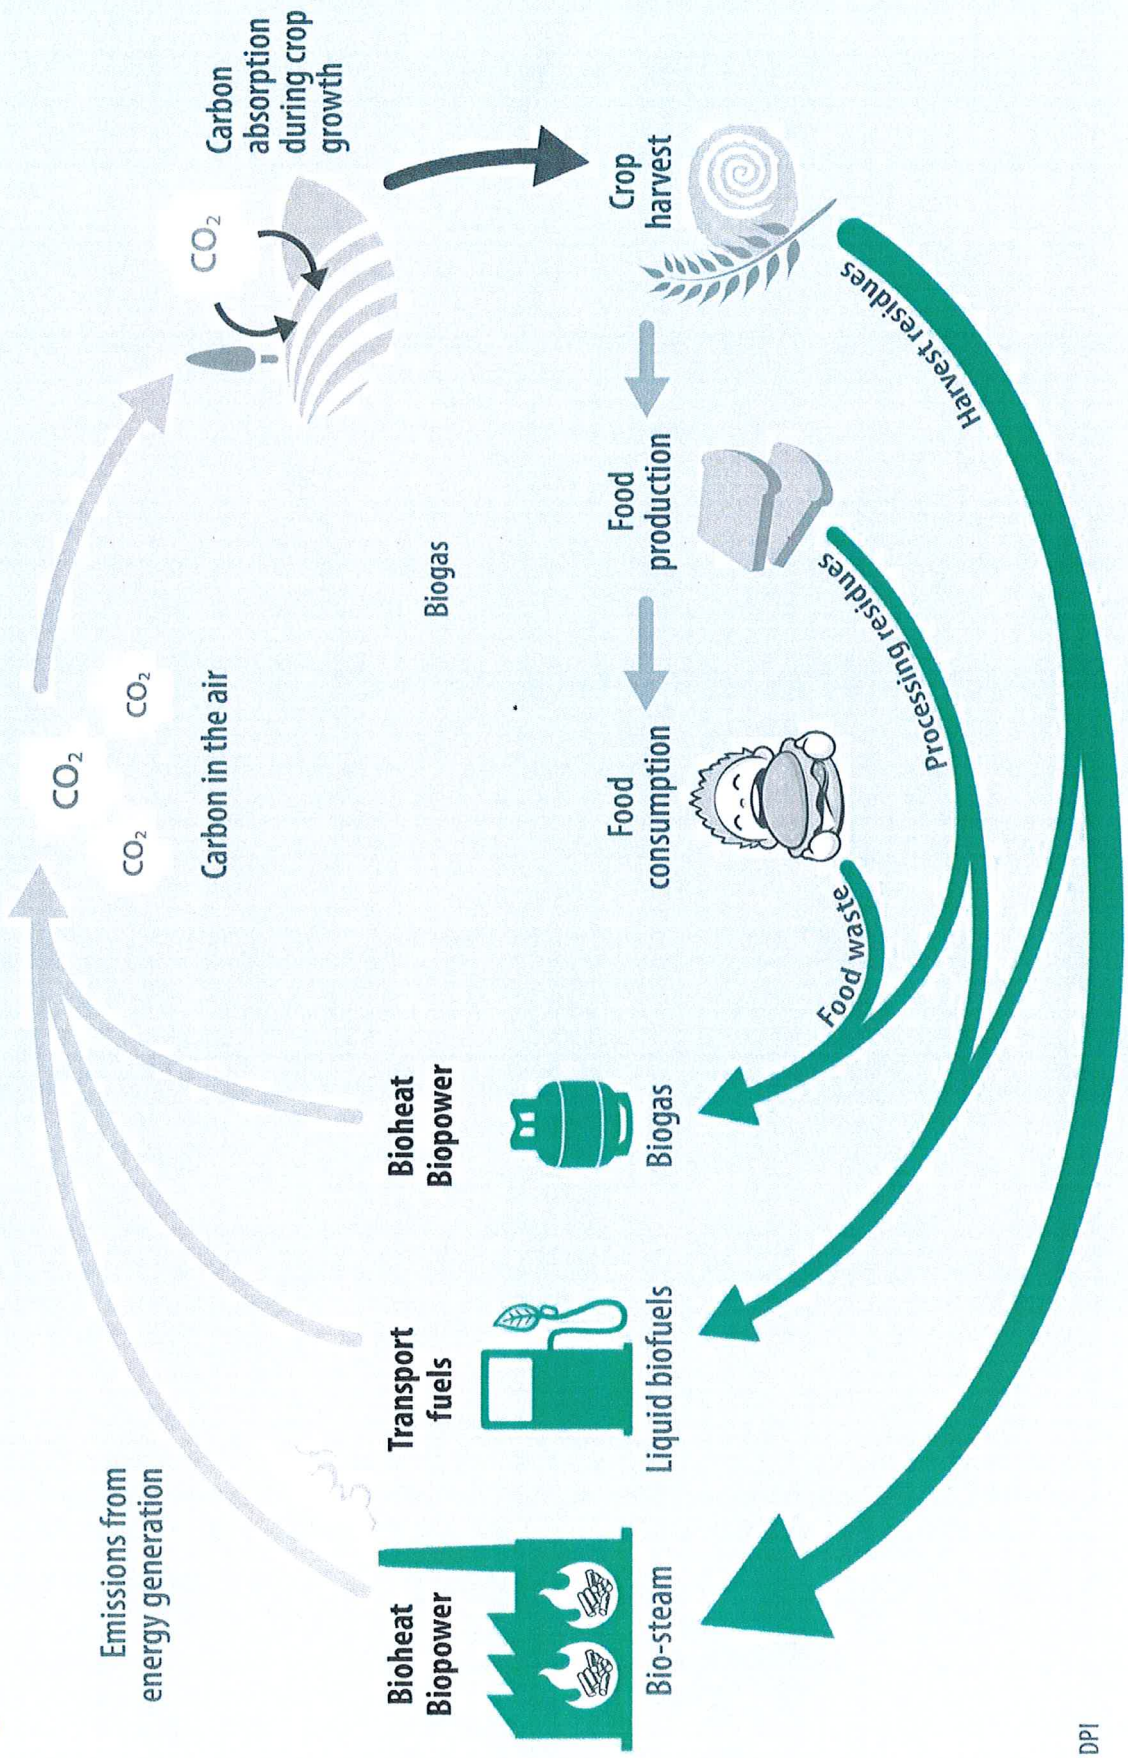 Emissions from
energy generation
CO₂
CO₂
CO₂
Carbon in the air
CO₂
Carbon
absorption
during crop
growth
Bioheat
Biopower
Transport
fuels
Bioheat
Biopower
Biogas
Bio-steam
Liquid biofuels
Biogas
Food
consumption
Food
production
Crop
harvest
Food waste
Processing residues
Harvest residues
DPI